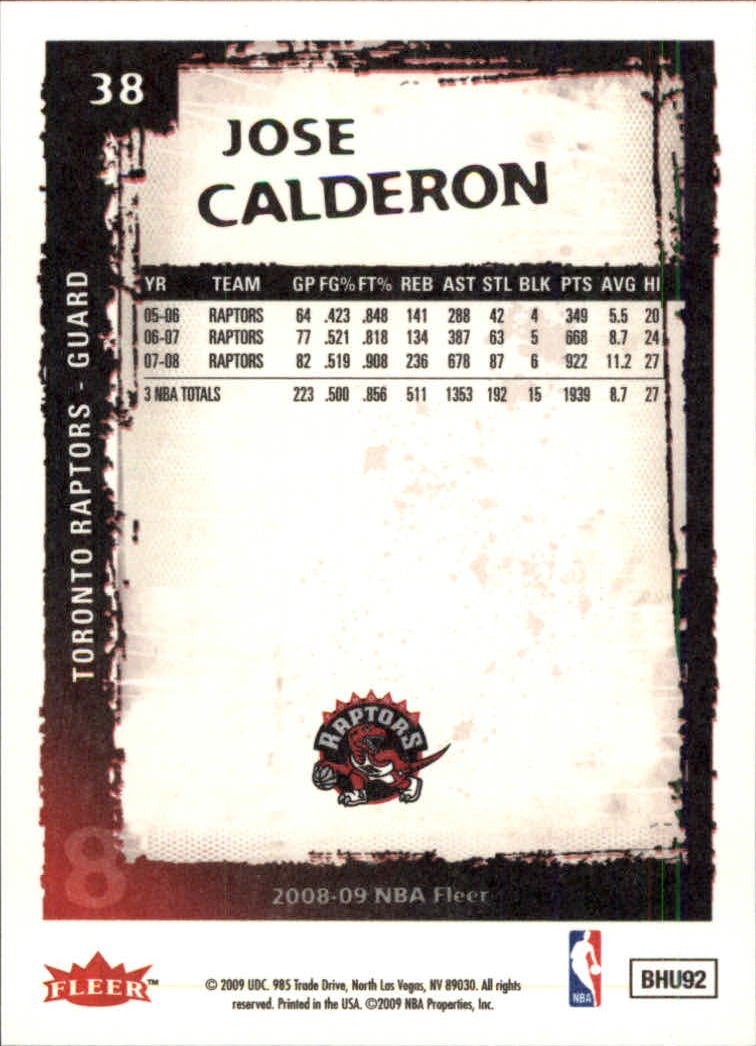 38
JOSE
CALDERON
TORONTO RAPTORS - GUARD
YR TEAM GP FG% FT% REB AST STL BLK PTS AVG HI
05-06 RAPTORS 64 .423 .848 141 288 42 4 349 5.5 20
06-07 RAPTORS 77 .521 .818 134 387 63 5 668 8.7 24
07-08 RAPTORS 82 .519 .908 236 678 87 6 922 11.2 27
3 NBA TOTALS 223 .500 .856 511 1353 192 15 1939 8.7 27
RAPTORS
8
2008-09 NBA Fleer
FLEER™
© 2009 UDC. 985 Trade Drive, North Las Vegas, NV 89030. All rights
reserved. Printed in the USA. ©2009 NBA Properties, Inc.
NBA
BHU92